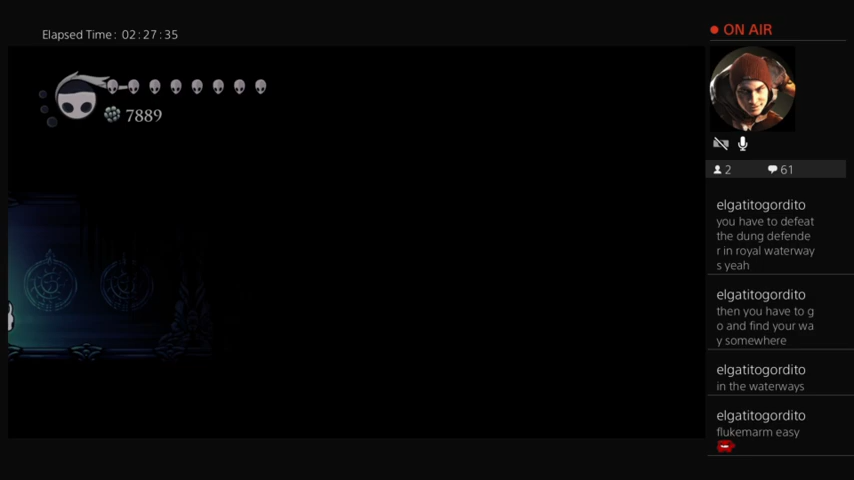 Elapsed Time: 02:27:35
ON AIR
7889
2 61
elgatitogordito
you have to defeat
the dung defende
r in royal waterway
s yeah
elgatitogordito
then you have to g
o and find your wa
y somewhere
elgatitogordito
in the waterways
elgatitogordito
flukemarm easy